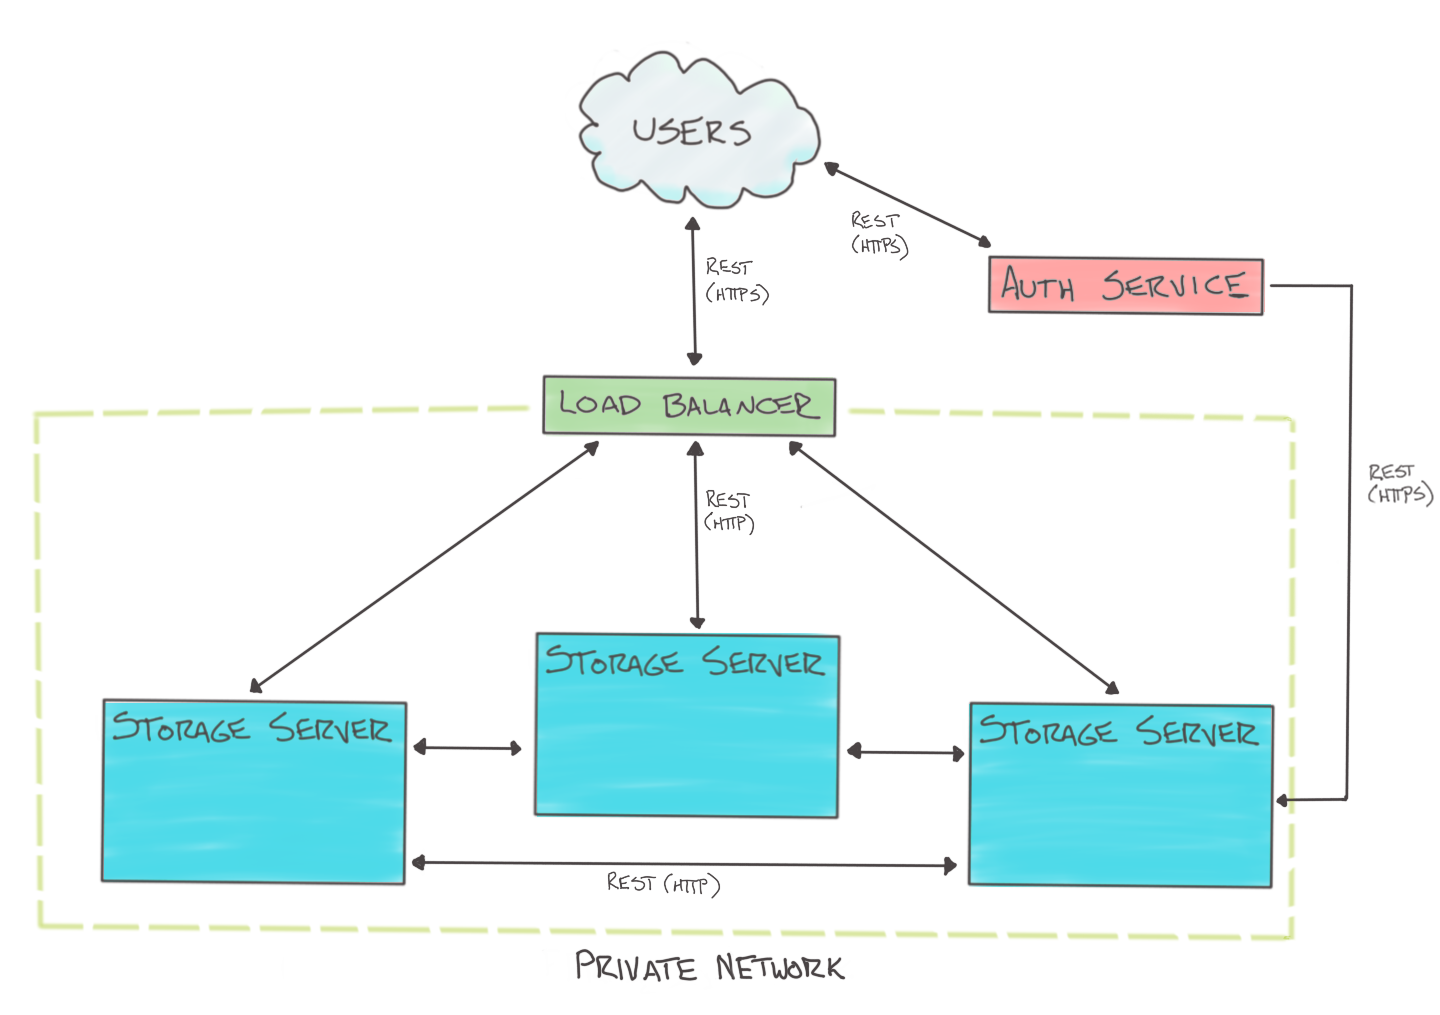 USERS
REST
(HTTPS)
REST
(HTTPS)
AUTH SERVICE
LOAD BALANCER
REST
(HTTP)
REST
(HTTPS)
STORAGE SERVER
STORAGE SERVER
STORAGE SERVER
REST (HTTP)
PRIVATE NETWORK